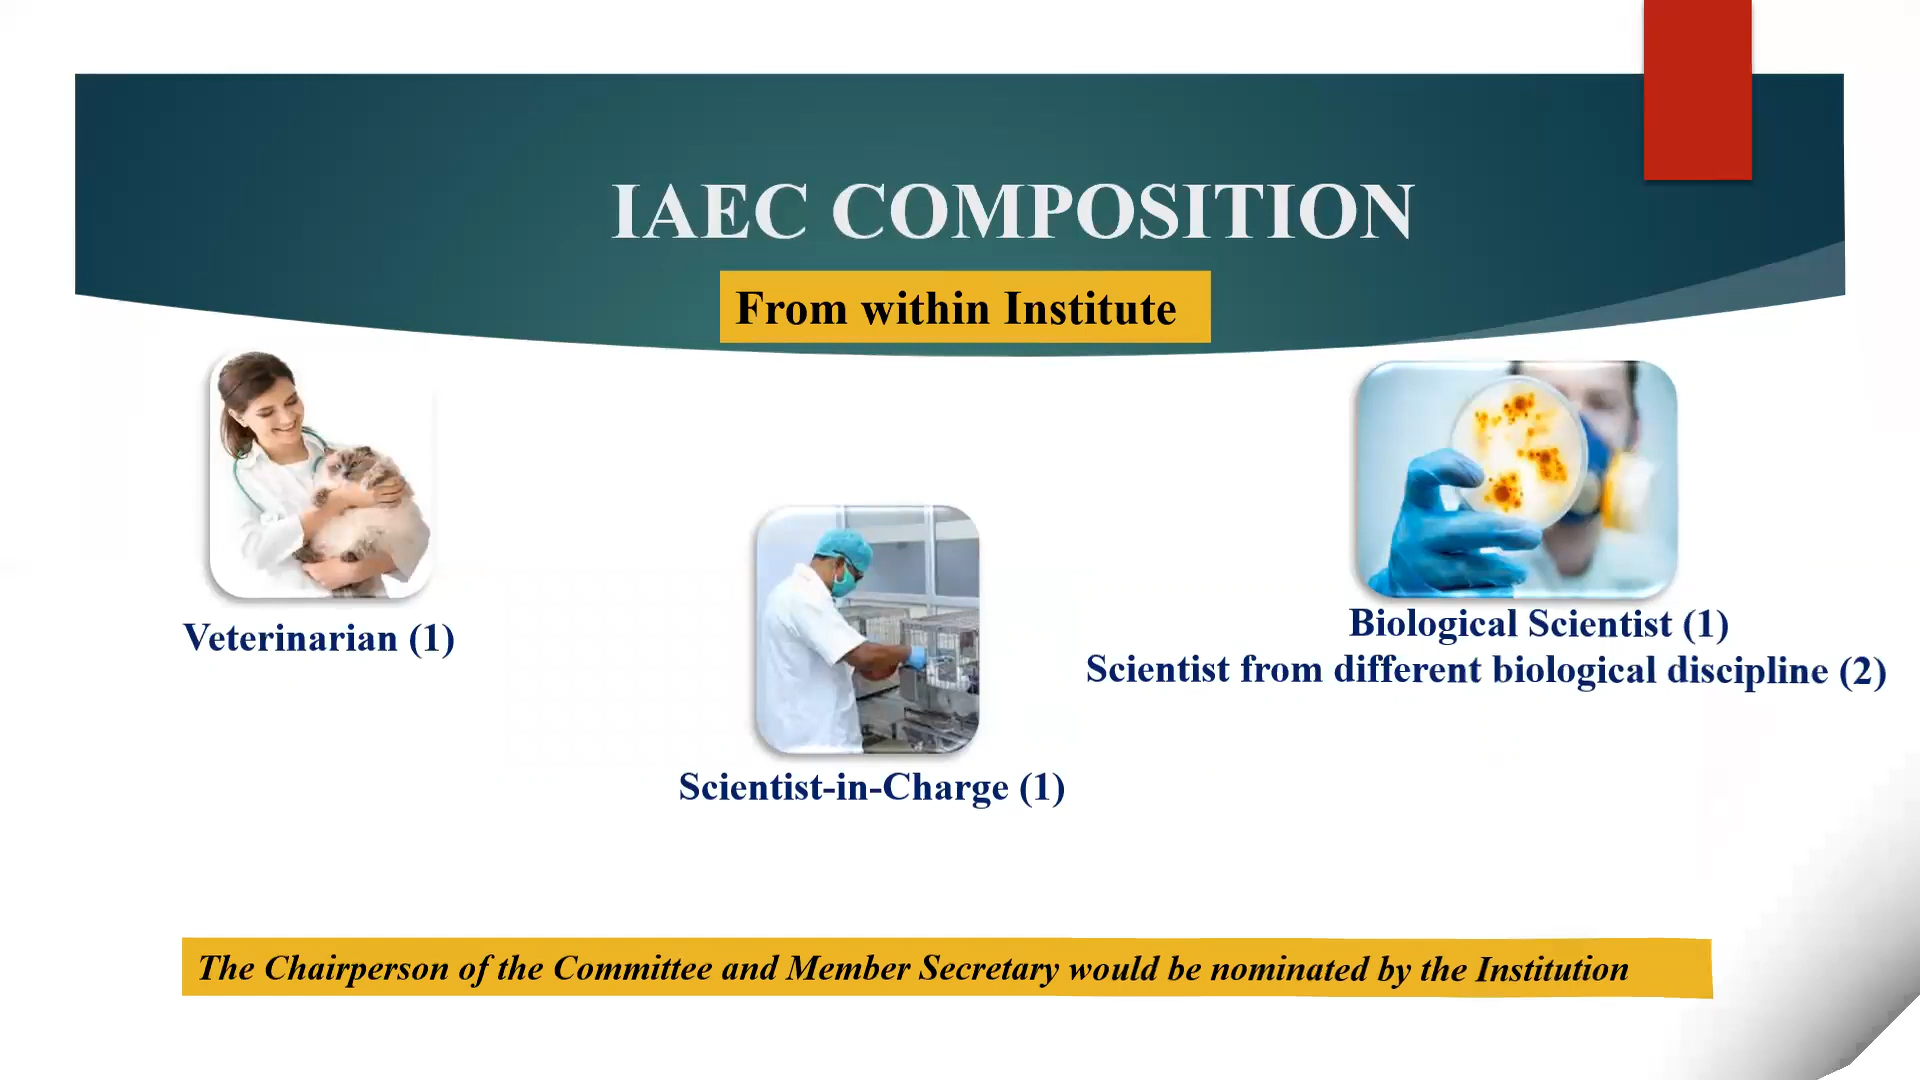 IAEC COMPOSITION
From within Institute
Veterinarian (1)
Scientist-in-Charge (1)
Biological Scientist (1)
Scientist from different biological discipline (2)
The Chairperson of the Committee and Member Secretary would be nominated by the Institution